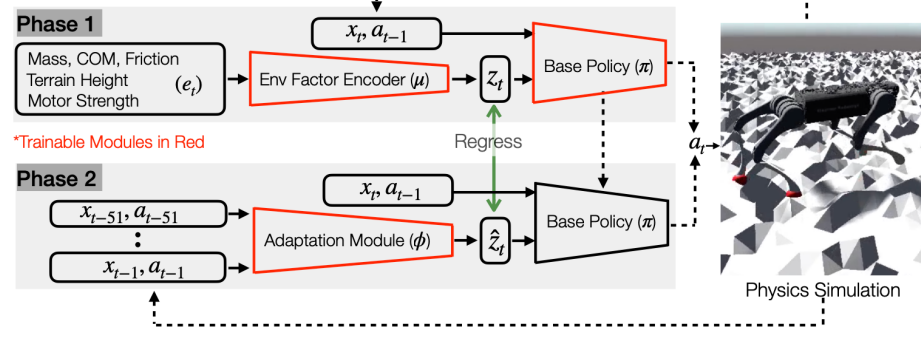 Phase 1
x_t, a_{t-1}
Mass, COM, Friction
Terrain Height (e_t)
Motor Strength
Env Factor Encoder (μ)
z_t
Base Policy (π)
*Trainable Modules in Red
Regress
a_t
Phase 2
x_t, a_{t-1}
x_{t-51}, a_{t-51}
Adaptation Module (ϕ)
ẑ_t
Base Policy (π)
x_{t-1}, a_{t-1}
Physics Simulation